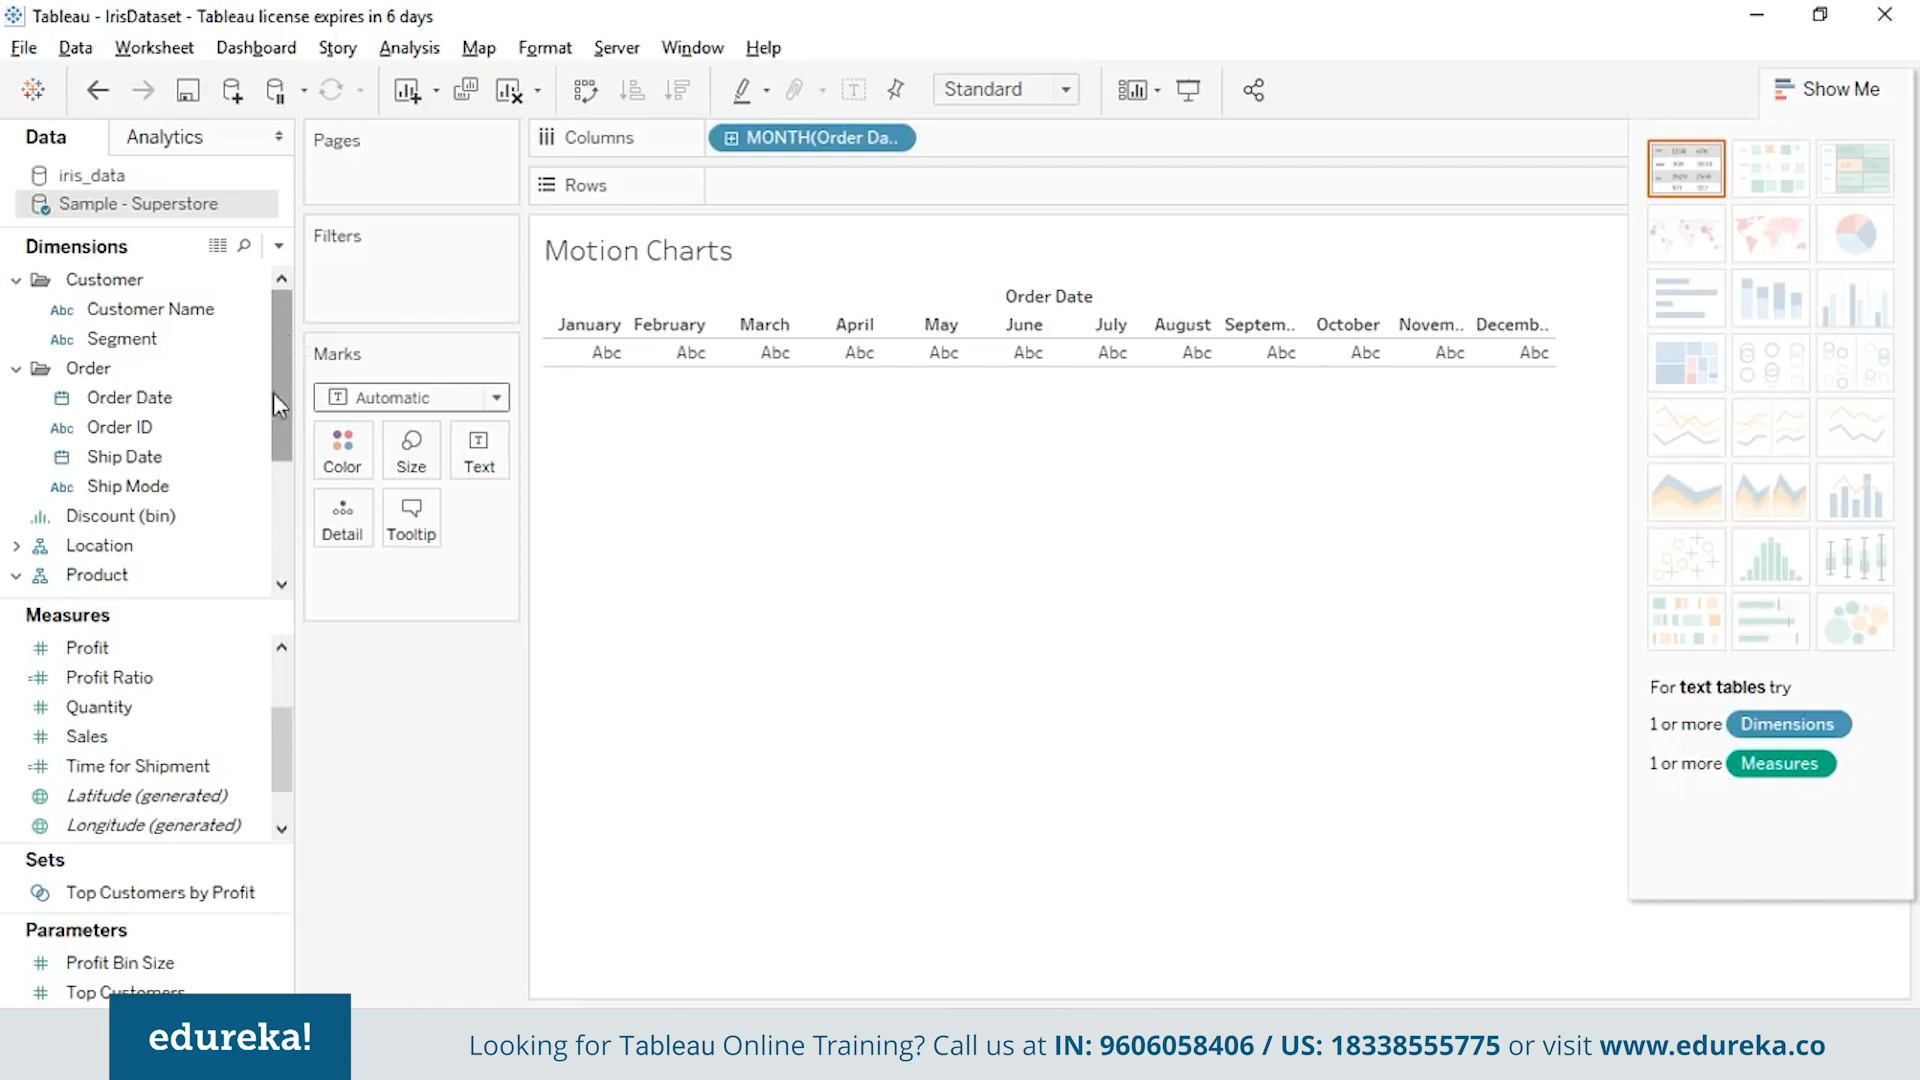 Tableau - IrisDataset - Tableau license expires in 6 days
File Data Worksheet Dashboard Story Analysis Map Format Server Window Help
Standard
Show Me
Data
Analytics
iris_data
Sample - Superstore
Dimensions
Customer
Abc Customer Name
Abc Segment
Order
Order Date
Abc Order ID
Ship Date
Abc Ship Mode
Discount (bin)
Location
Product
Measures
Profit
Profit Ratio
Quantity
Sales
Time for Shipment
Latitude (generated)
Longitude (generated)
Sets
Top Customers by Profit
Parameters
Profit Bin Size
Top Customers
Pages
Filters
Marks
Automatic
Color Size Text
Detail Tooltip
Columns
MONTH(Order Da..
Rows
Motion Charts
Order Date
January February March April May June July August Septem.. October Novem.. Decemb..
Abc Abc Abc Abc Abc Abc Abc Abc Abc Abc Abc Abc
For text tables try
1 or more Dimensions
1 or more Measures
edureka!
Looking for Tableau Online Training? Call us at IN: 9606058406 / US: 18338555775 or visit www.edureka.co